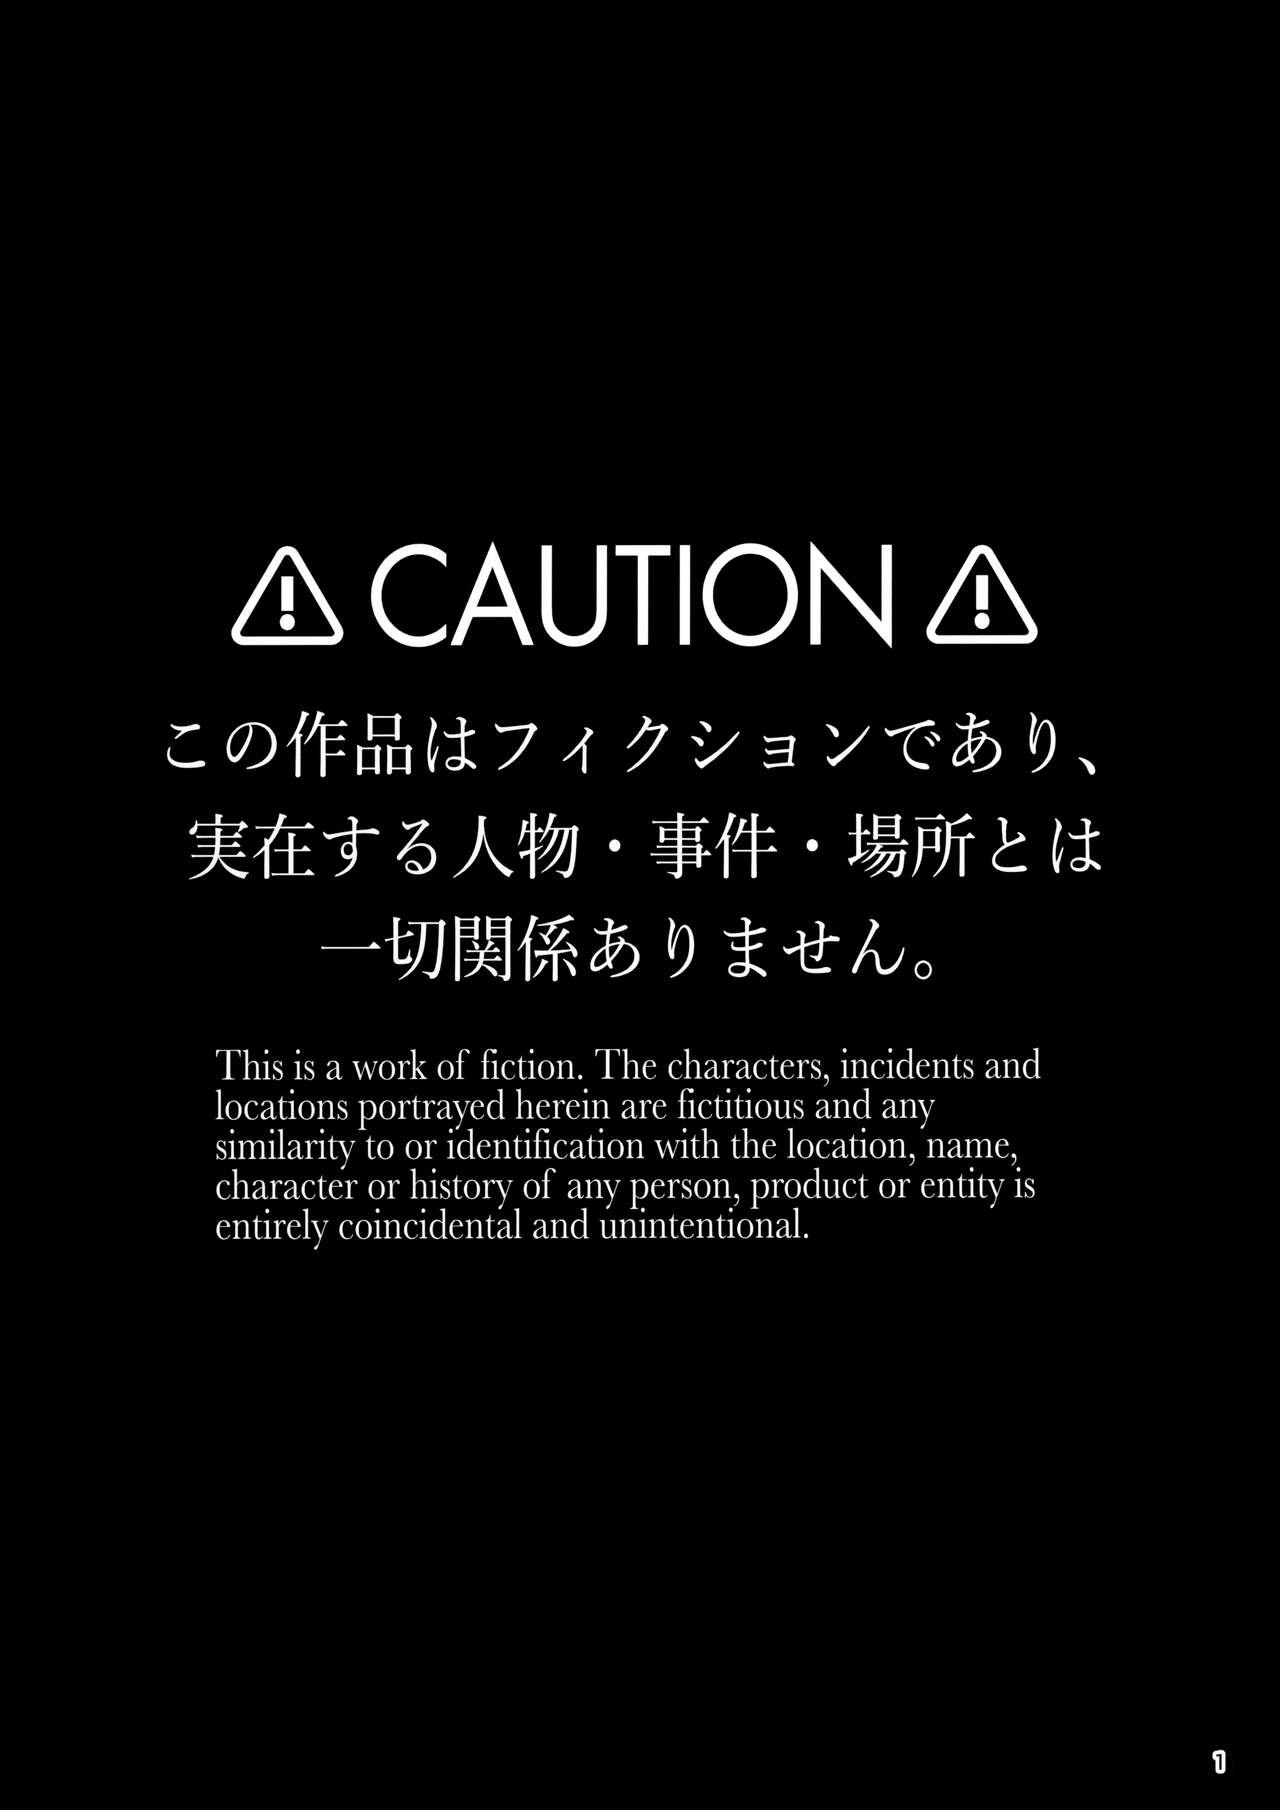 CAUTION
この作品はフィクションであり、
実在する人物・事件・場所とは
一切関係ありません。
This is a work of fiction. The characters, incidents and
locations portrayed herein are fictitious and any
similarity to or identification with the location, name,
character or history of any person, product or entity is
entirely coincidental and unintentional.
1